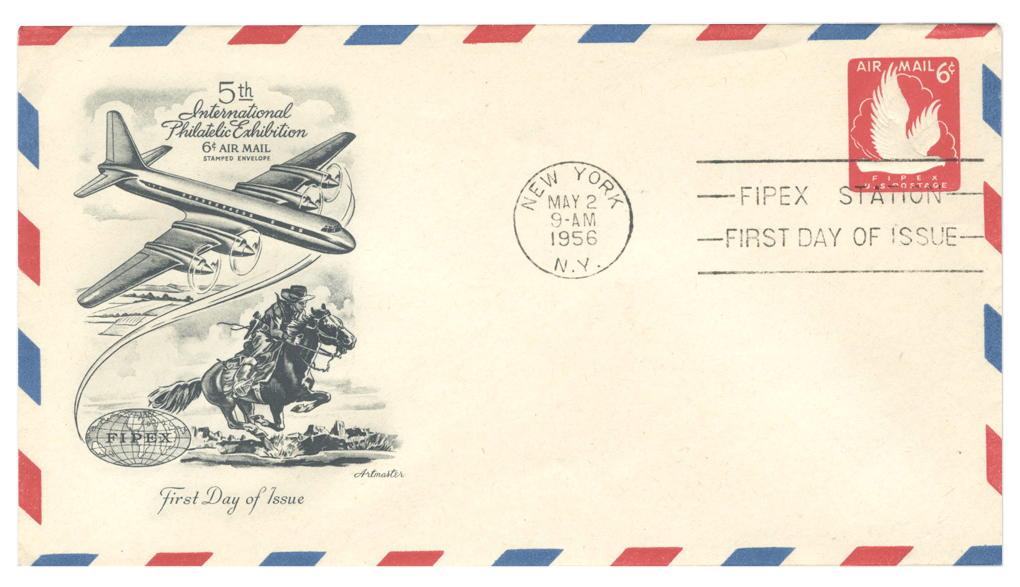 5th
International
Philatelic Exhibition
6¢ AIR MAIL
STAMPED ENVELOPE
FIPEX
Artmaster
First Day of Issue
NEW YORK
MAY 2
9-AM
1956
N.Y.
AIR MAIL 6¢
FIPEX
U.S. POSTAGE
FIPEX STATION
FIRST DAY OF ISSUE